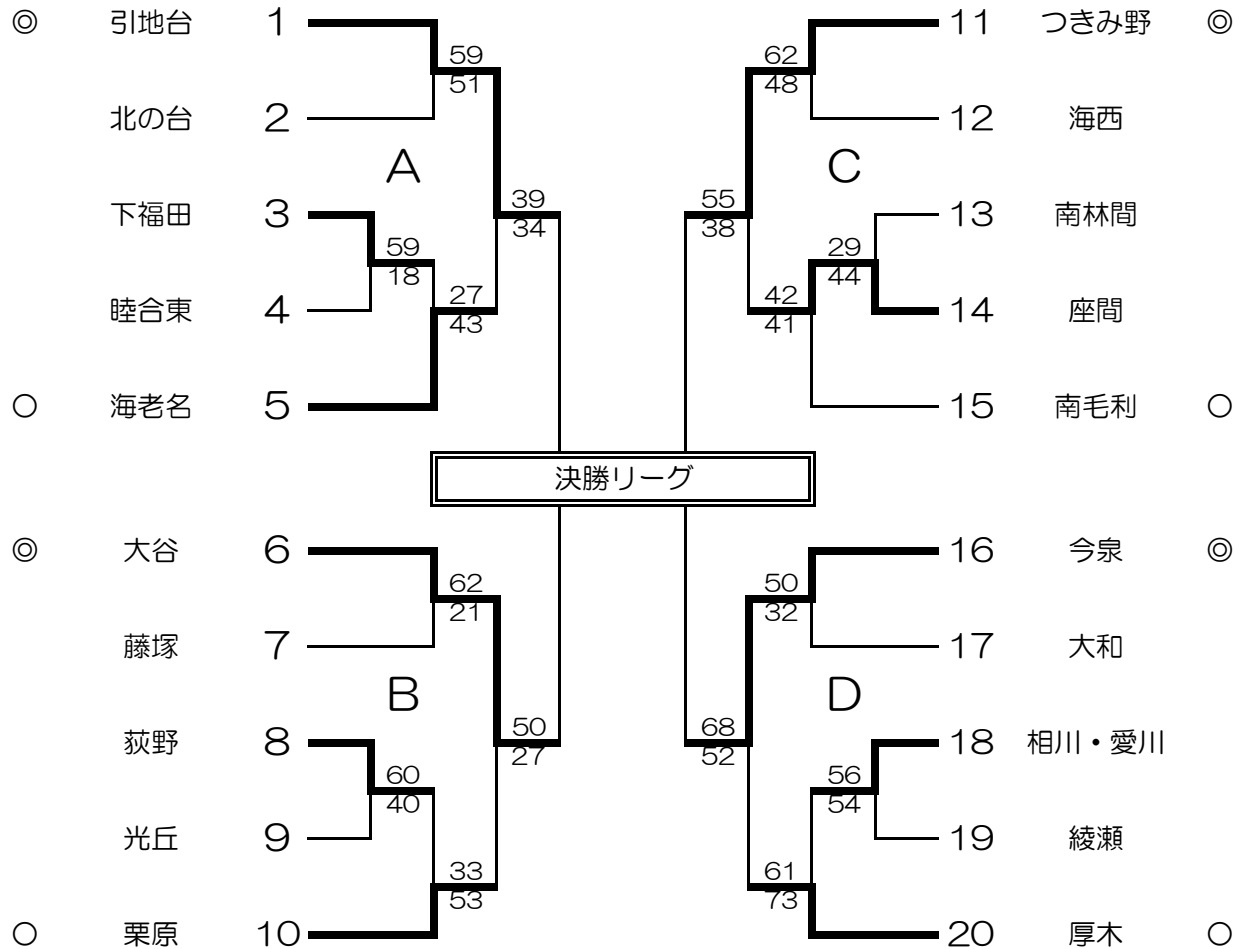 ◎ 引地台 1
59
51
北の台 2
A
下福田 3
59
18
睦合東 4
27
43
○ 海老名 5
39
34
11 つきみ野 ◎
62
48
12 海西
C
13 南林間
29
44
14 座間
42
41
15 南毛利 ○
55
38
決勝リーグ
◎ 大谷 6
62
21
藤塚 7
B
荻野 8
60
40
光丘 9
33
53
○ 栗原 10
50
27
16 今泉 ◎
50
32
17 大和
D
18 相川・愛川
56
54
19 綾瀬
61
73
20 厚木 ○
68
52